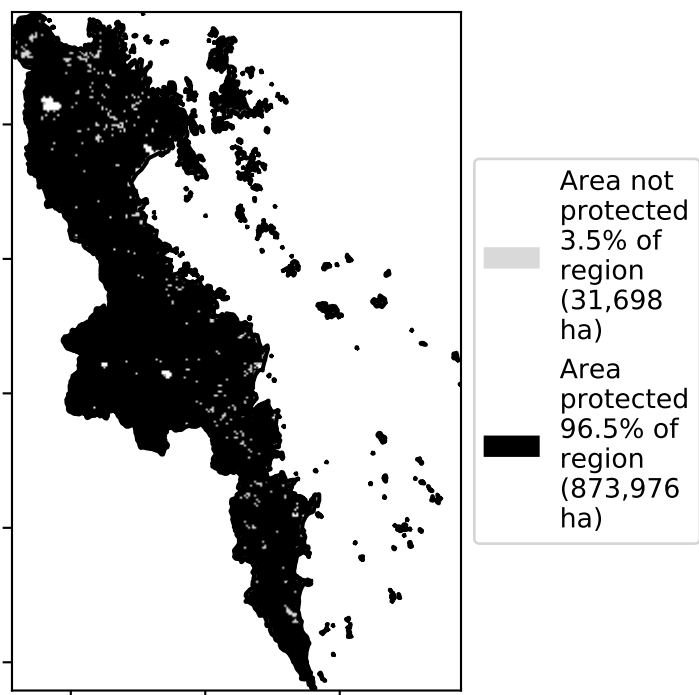 Area not
protected
3.5% of
region
(31,698
ha)
Area
protected
96.5% of
region
(873,976
ha)